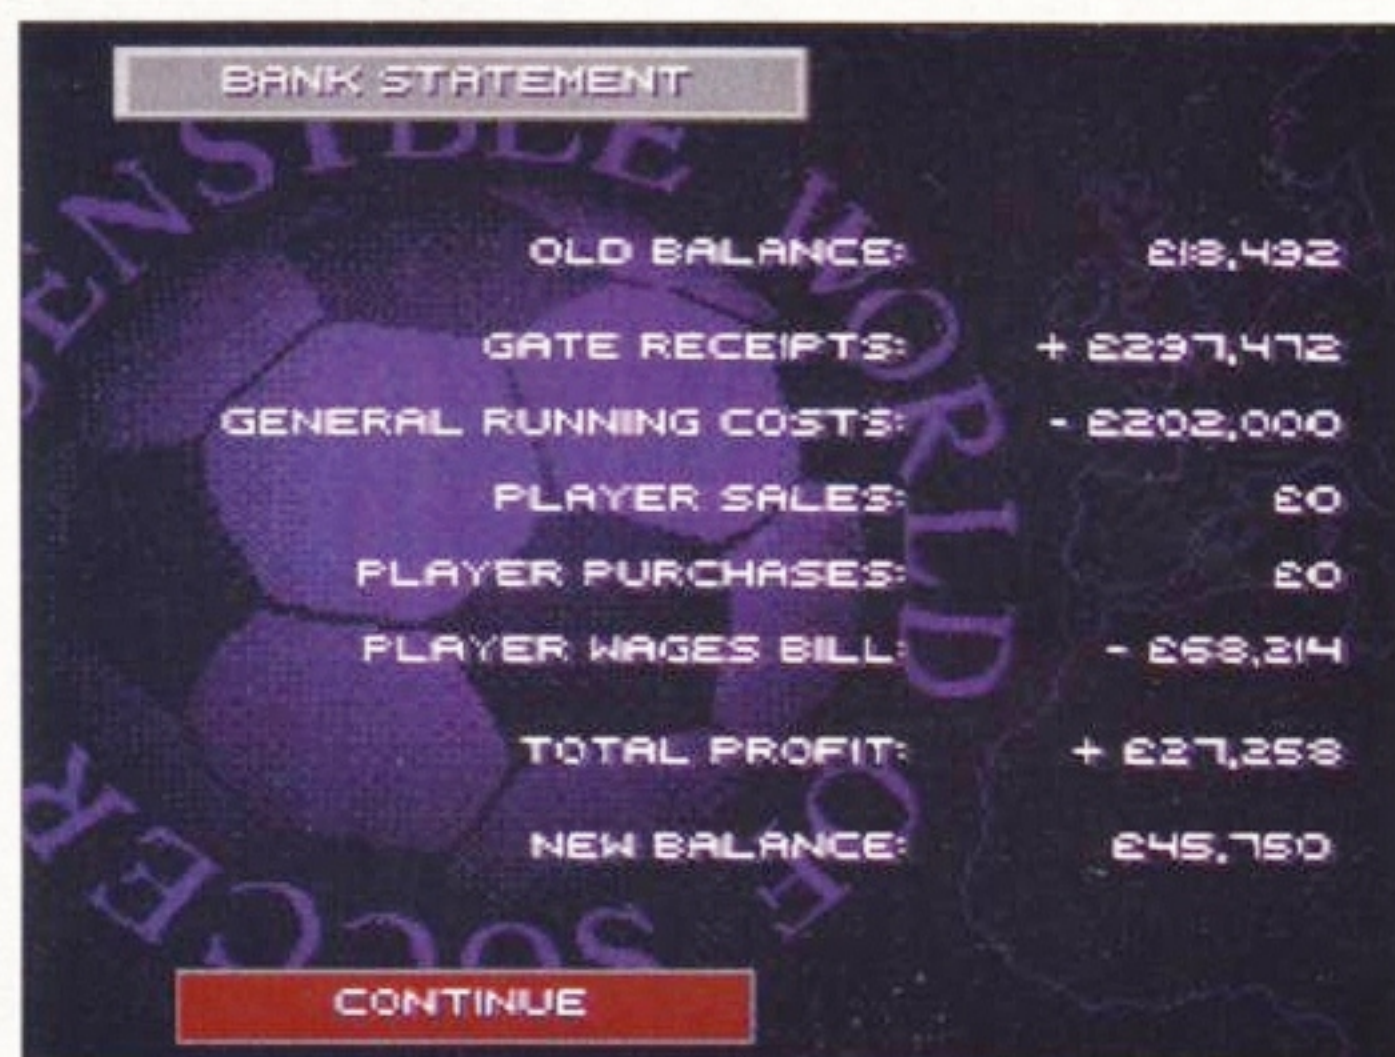 BANK STATEMENT
SENSIBLE WORLD OF SOCCER
OLD BALANCE: £18,492
GATE RECEIPTS: + £297,472
GENERAL RUNNING COSTS: - £202,000
PLAYER SALES: £0
PLAYER PURCHASES: £0
PLAYER WAGES BILL: - £68,214
TOTAL PROFIT: + £27,258
NEW BALANCE: £45,750
CONTINUE